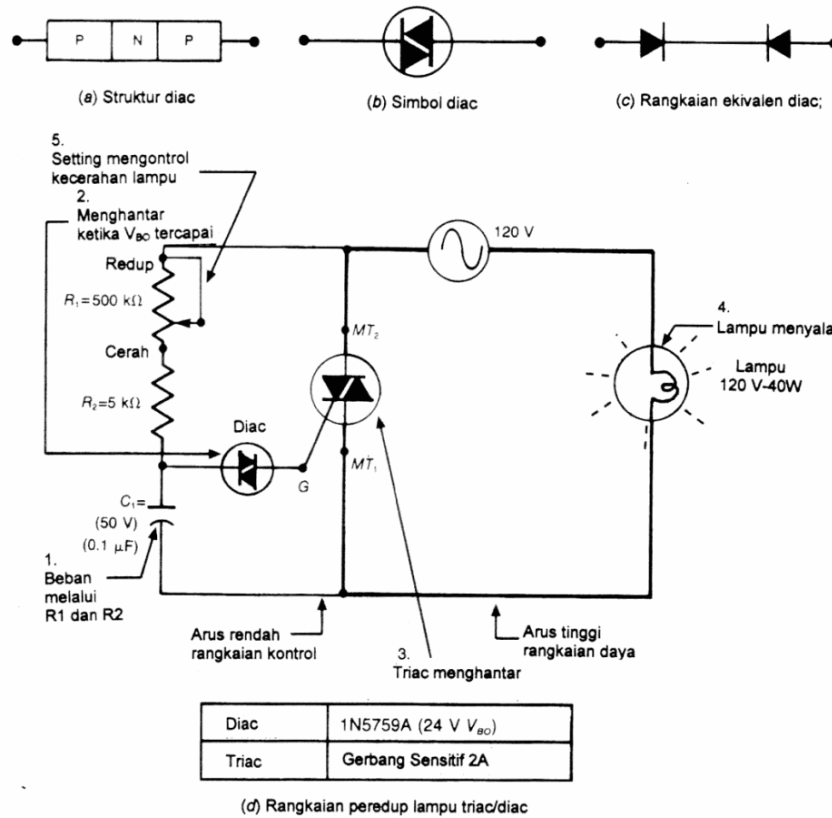 P N P
(a) Struktur diac
(b) Simbol diac
(c) Rangkaian ekivalen diac;
5.
Setting mengontrol
kecerahan lampu
2.
Menghantar
ketika V_BO tercapai
120 V
Redup
R₁=500 kΩ
Cerah
R₂=5 kΩ
MT₂
4.
Lampu menyala
Lampu
120 V-40W
Diac
G
MT₁
C₁=
(50 V)
(0.1 µF)
1.
Beban
melalui
R1 dan R2
Arus rendah
rangkaian kontrol
3.
Triac menghantar
Arus tinggi
rangkaian daya
Diac 1N5759A (24 V V_BO)
Triac Gerbang Sensitif 2A
(d) Rangkaian peredup lampu triac/diac